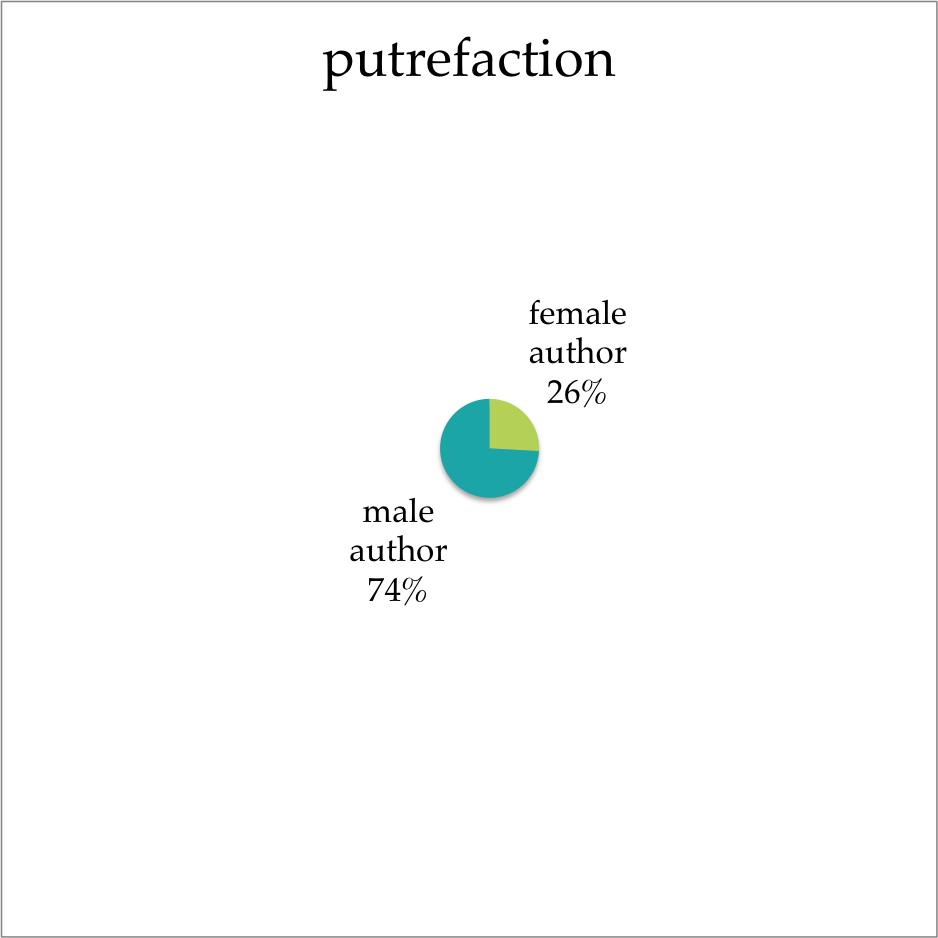 putrefaction
female
author
26%
male
author
74%